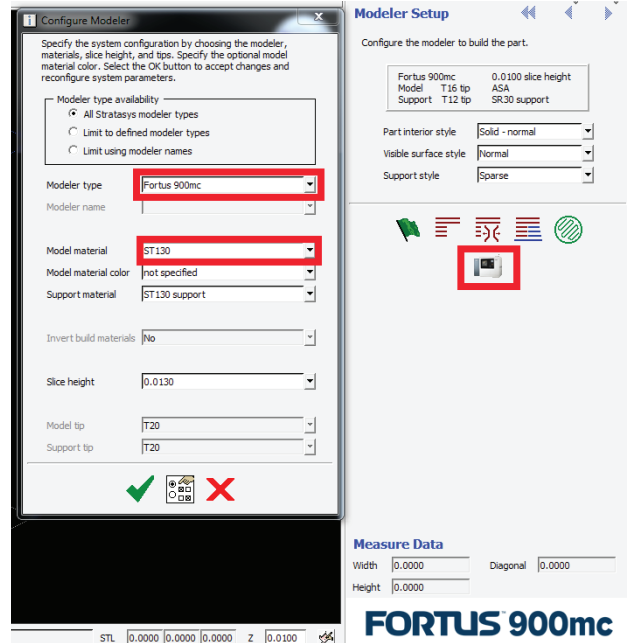 Configure Modeler
Specify the system configuration by choosing the modeler,
materials, slice height, and tips. Specify the optional model
material color. Select the OK button to accept changes and
reconfigure system parameters.
Modeler type availability
All Stratasys modeler types
Limit to defined modeler types
Limit using modeler names
Modeler type Fortus 900mc
Modeler name
Model material ST130
Model material color not specified
Support material ST130 support
Invert build materials No
Slice height 0.0130
Model tip T20
Support tip T20
Modeler Setup
Configure the modeler to build the part.
Fortus 900mc 0.0100 slice height
Model T16 tip ASA
Support T12 tip SR30 support
Part interior style Solid - normal
Visible surface style Normal
Support style Sparse
Measure Data
Width 0.0000 Diagonal 0.0000
Height 0.0000
STL 0.0000 0.0000 0.0000 Z 0.0100
FORTUS 900mc